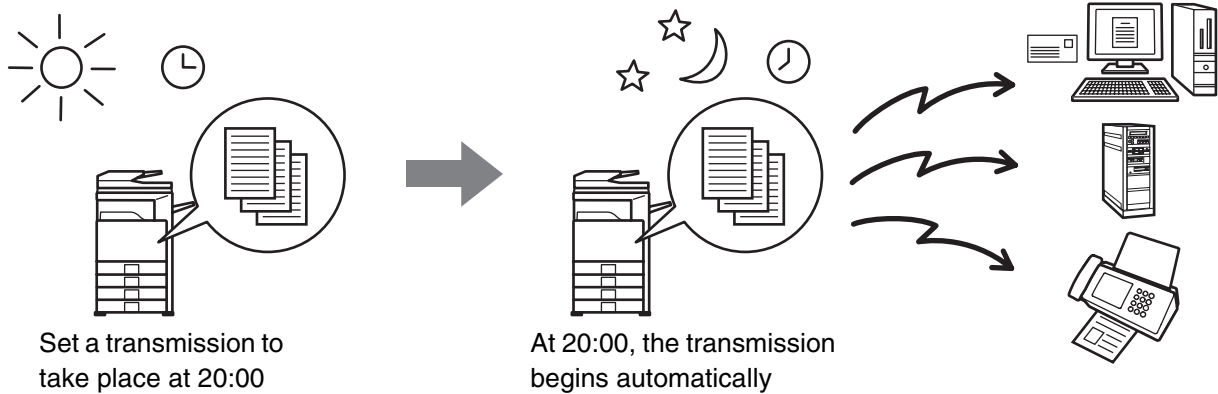 Set a transmission to
take place at 20:00
At 20:00, the transmission
begins automatically